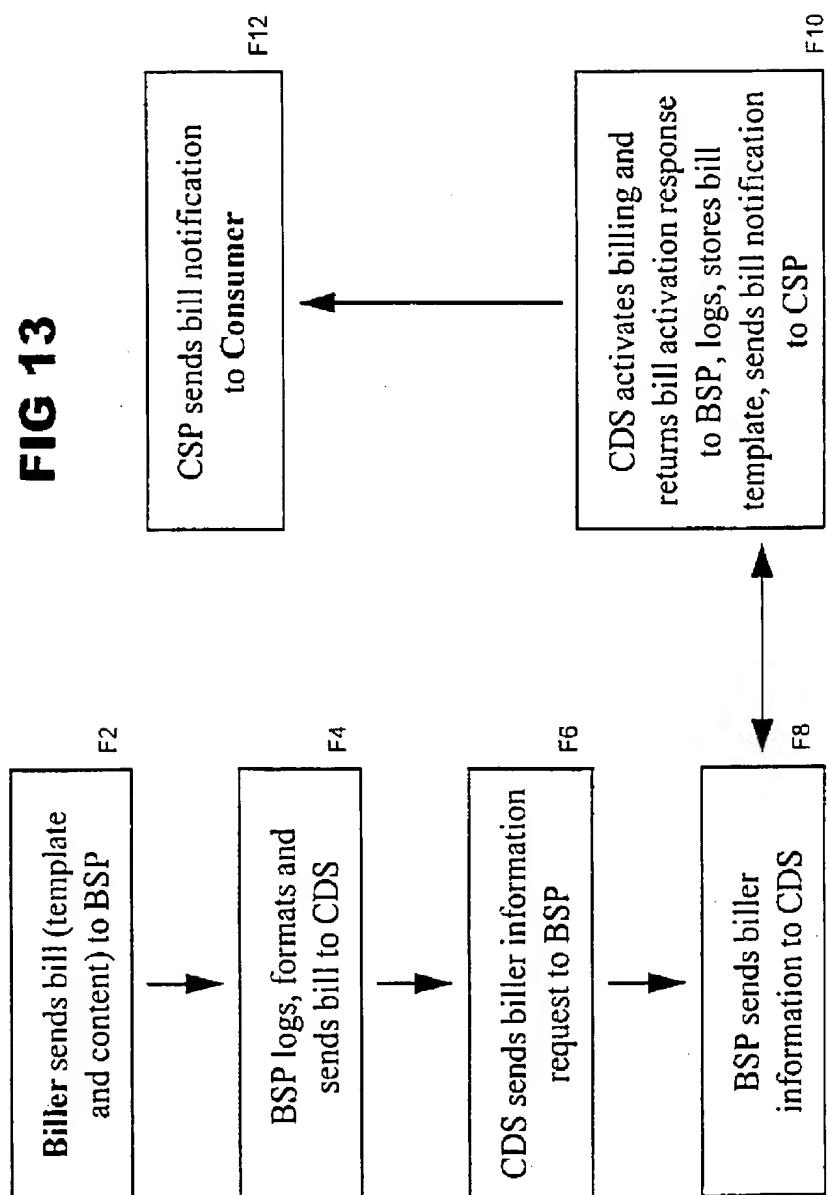 FIG 13
Biller sends bill (template
and content) to BSP
F2
BSP logs, formats and
sends bill to CDS
F4
CDS sends biller information
request to BSP
F6
BSP sends biller
information to CDS
F8
CDS activates billing and
returns bill activation response
to BSP, logs, stores bill
template, sends bill notification
to CSP
F10
CSP sends bill notification
to Consumer
F12